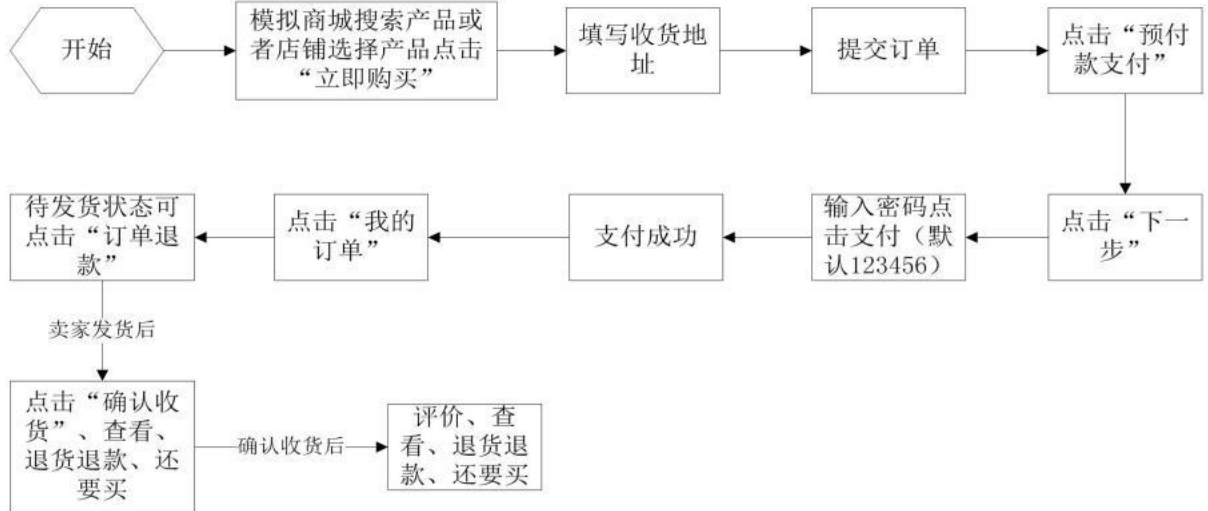 开始
模拟商城搜索产品或
者店铺选择产品点击
“立即购买”
填写收货地
址
提交订单
点击“预付
款支付”
点击“下一
步”
输入密码点
击支付（默
认123456）
支付成功
点击“我的
订单”
待发货状态可
点击“订单退
款”
卖家发货后
点击“确认收
货”、查看、
退货退款、还
要买
确认收货后
评价、查
看、退货退
款、还要买